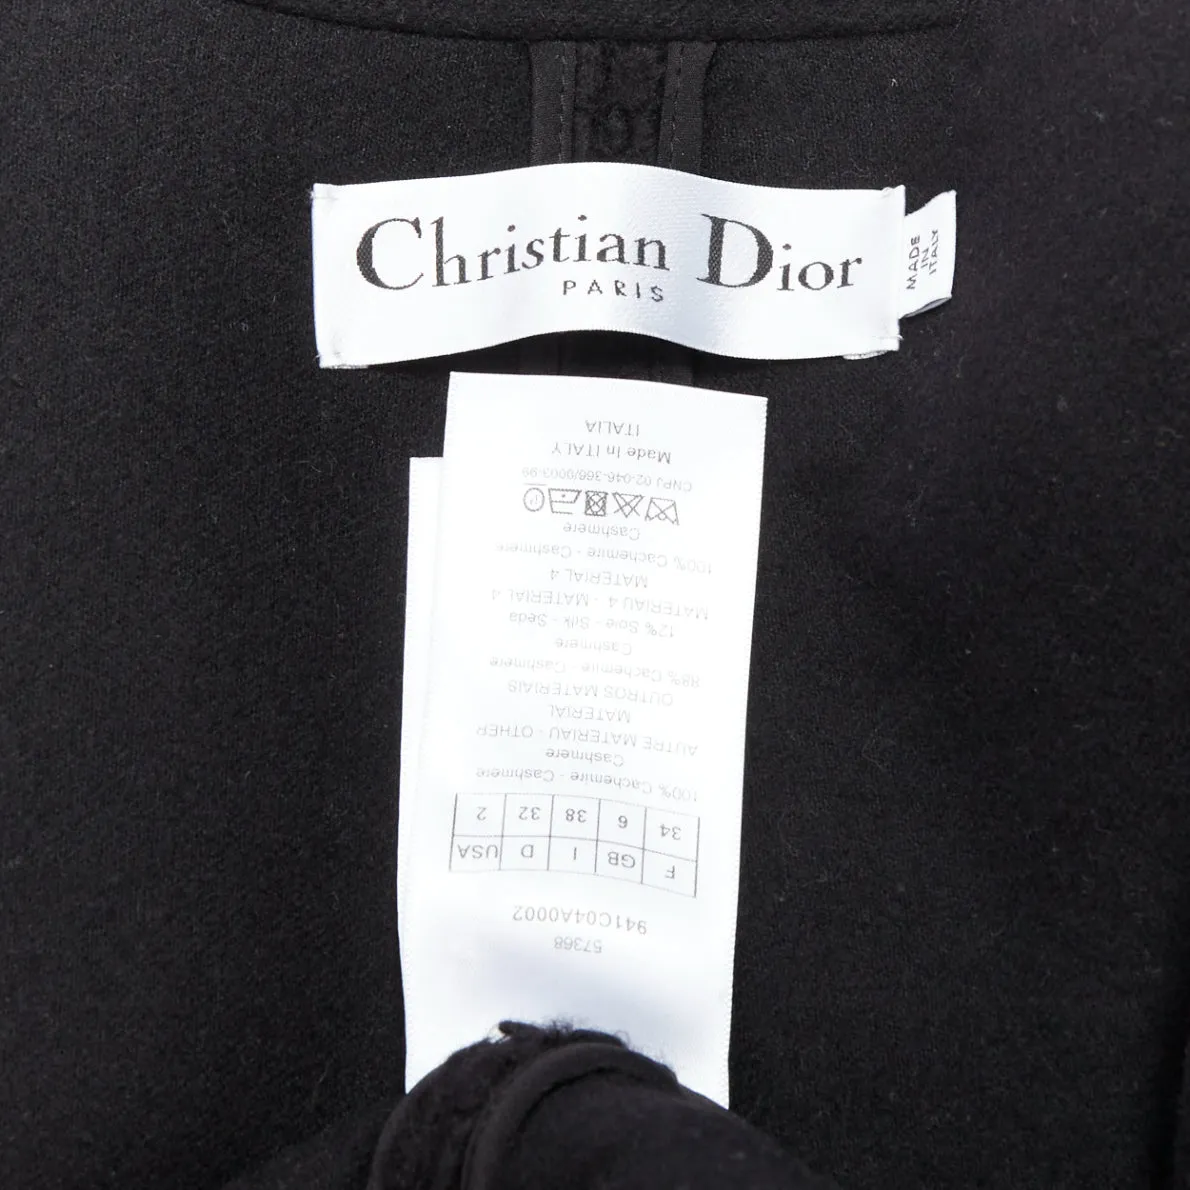 Christian Dior
PARIS
MADE
IN
ITALY
57368
941C04A0002
F GB I D USA
34 6 38 32 2
100% Cachemire - Cashmere
Cashmere
AUTRE MATERIAU - OTHER
MATERIAL
OUTROS MATERIAIS
88% Cachemire - Cashmere
Cashmere
12% Soie - Silk - Seda
MATERIAU 4 - MATERIAL 4
MATERIAL 4
100% Cachemire - Cashmere
Cashmere
CNPJ 02-046-366/0003-99
Made In ITALY
ITALIA